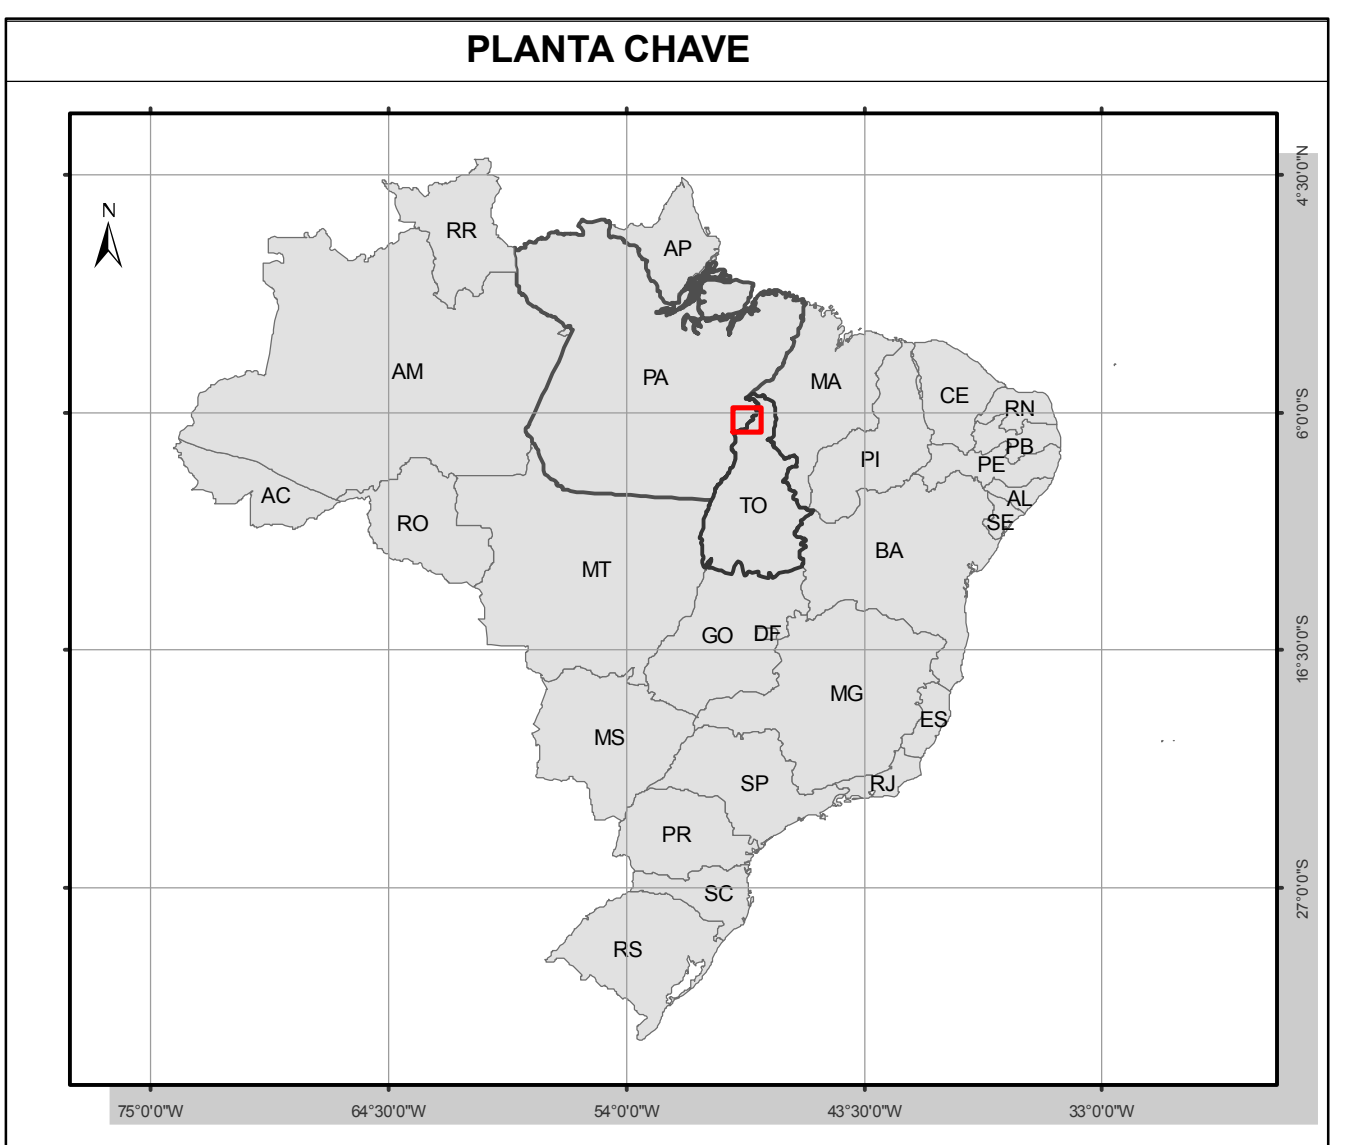 PLANTA CHAVE
N
RR
AP
AM
PA
MA
CE
RN
PB
PE
PI
AL
SE
AC
RO
TO
BA
MT
GO
DF
MG
ES
MS
SP
RJ
PR
SC
RS
4°30'0"N
6°0'0"S
16°30'0"S
27°0'0"S
75°0'0"W
64°30'0"W
54°0'0"W
43°30'0"W
33°0'0"W